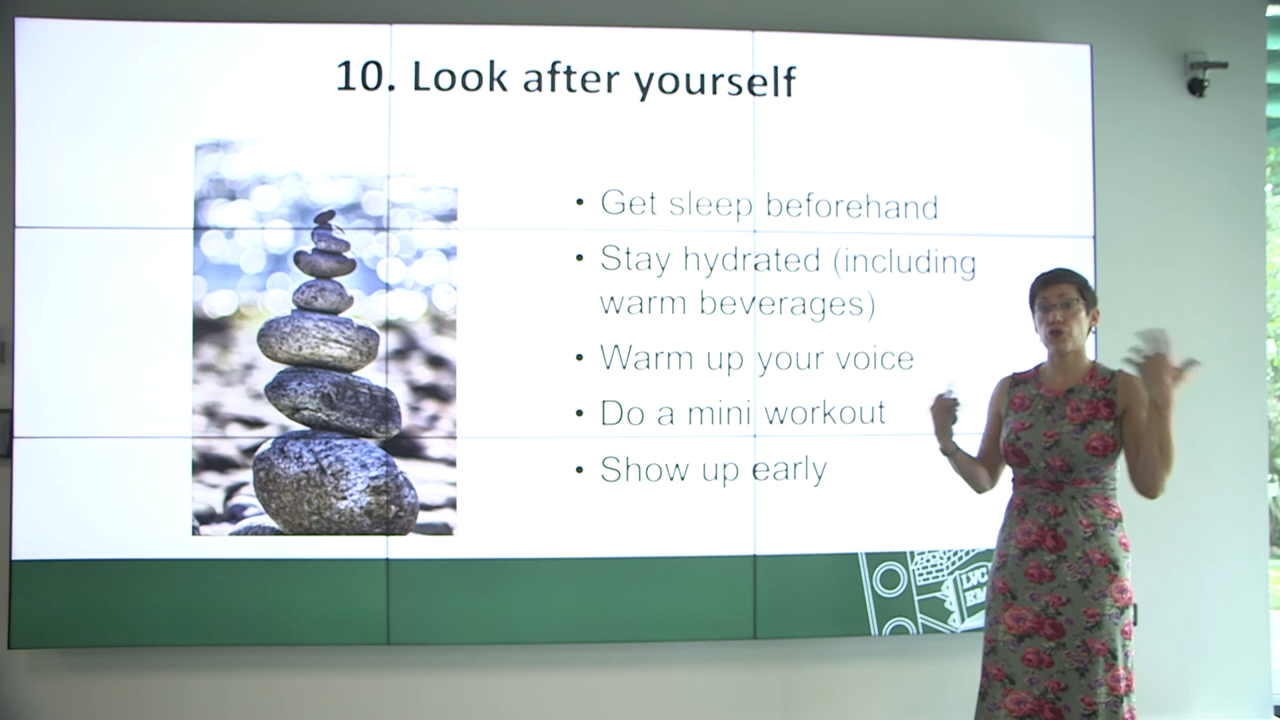 10. Look after yourself
• Get sleep beforehand
• Stay hydrated (including
warm beverages)
• Warm up your voice
• Do a mini workout
• Show up early